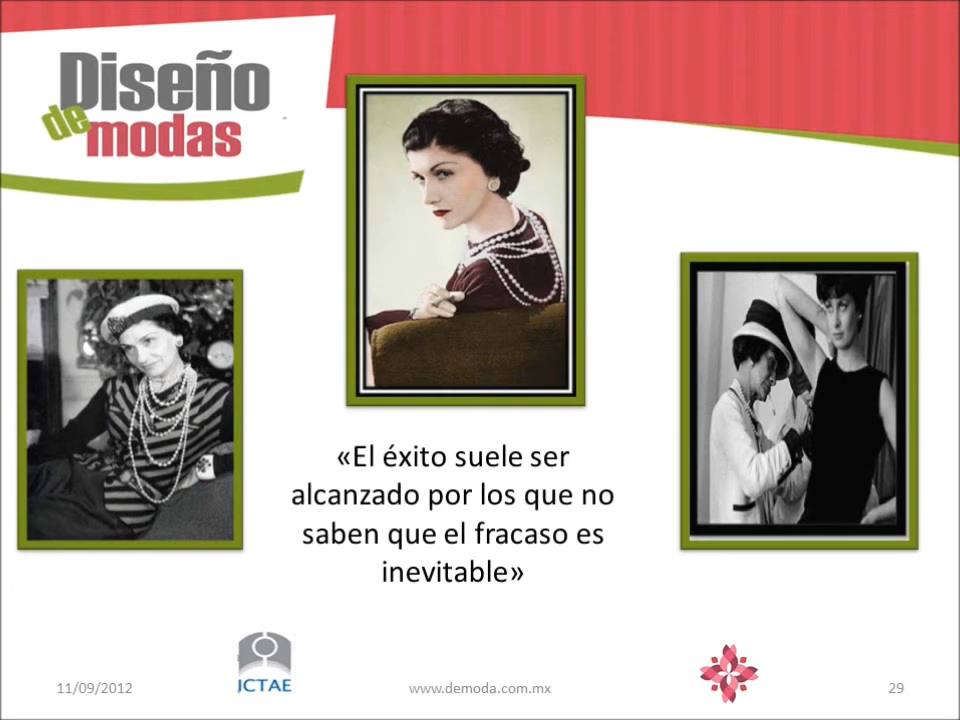 Diseño
de
modas
«El éxito suele ser
alcanzado por los que no
saben que el fracaso es
inevitable»
11/09/2012
ICTAE
www.demoda.com.mx
29